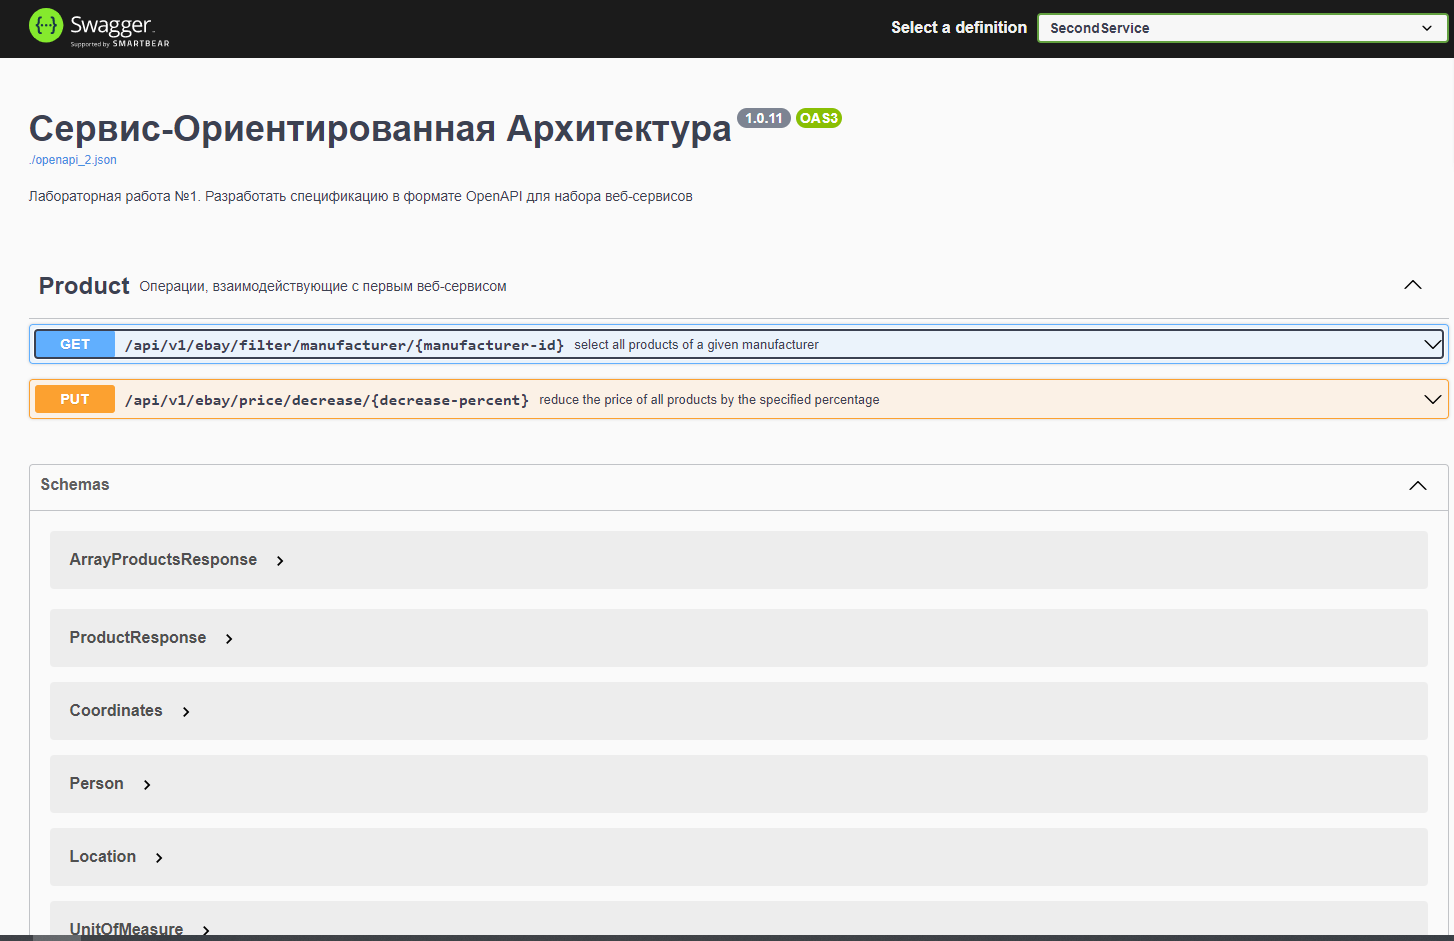 Swagger
Supported by SMARTBEAR
Select a definition
SecondService
Сервис-Ориентированная Архитектура 1.0.11 OAS3
./openapi_2.json
Лабораторная работа №1. Разработать спецификацию в формате OpenAPI для набора веб-сервисов
Product Операции, взаимодействующие с первым веб-сервисом
GET /api/v1/ebay/filter/manufacturer/{manufacturer-id} select all products of a given manufacturer
PUT /api/v1/ebay/price/decrease/{decrease-percent} reduce the price of all products by the specified percentage
Schemas
ArrayProductsResponse
ProductResponse
Coordinates
Person
Location
UnitOfMeasure